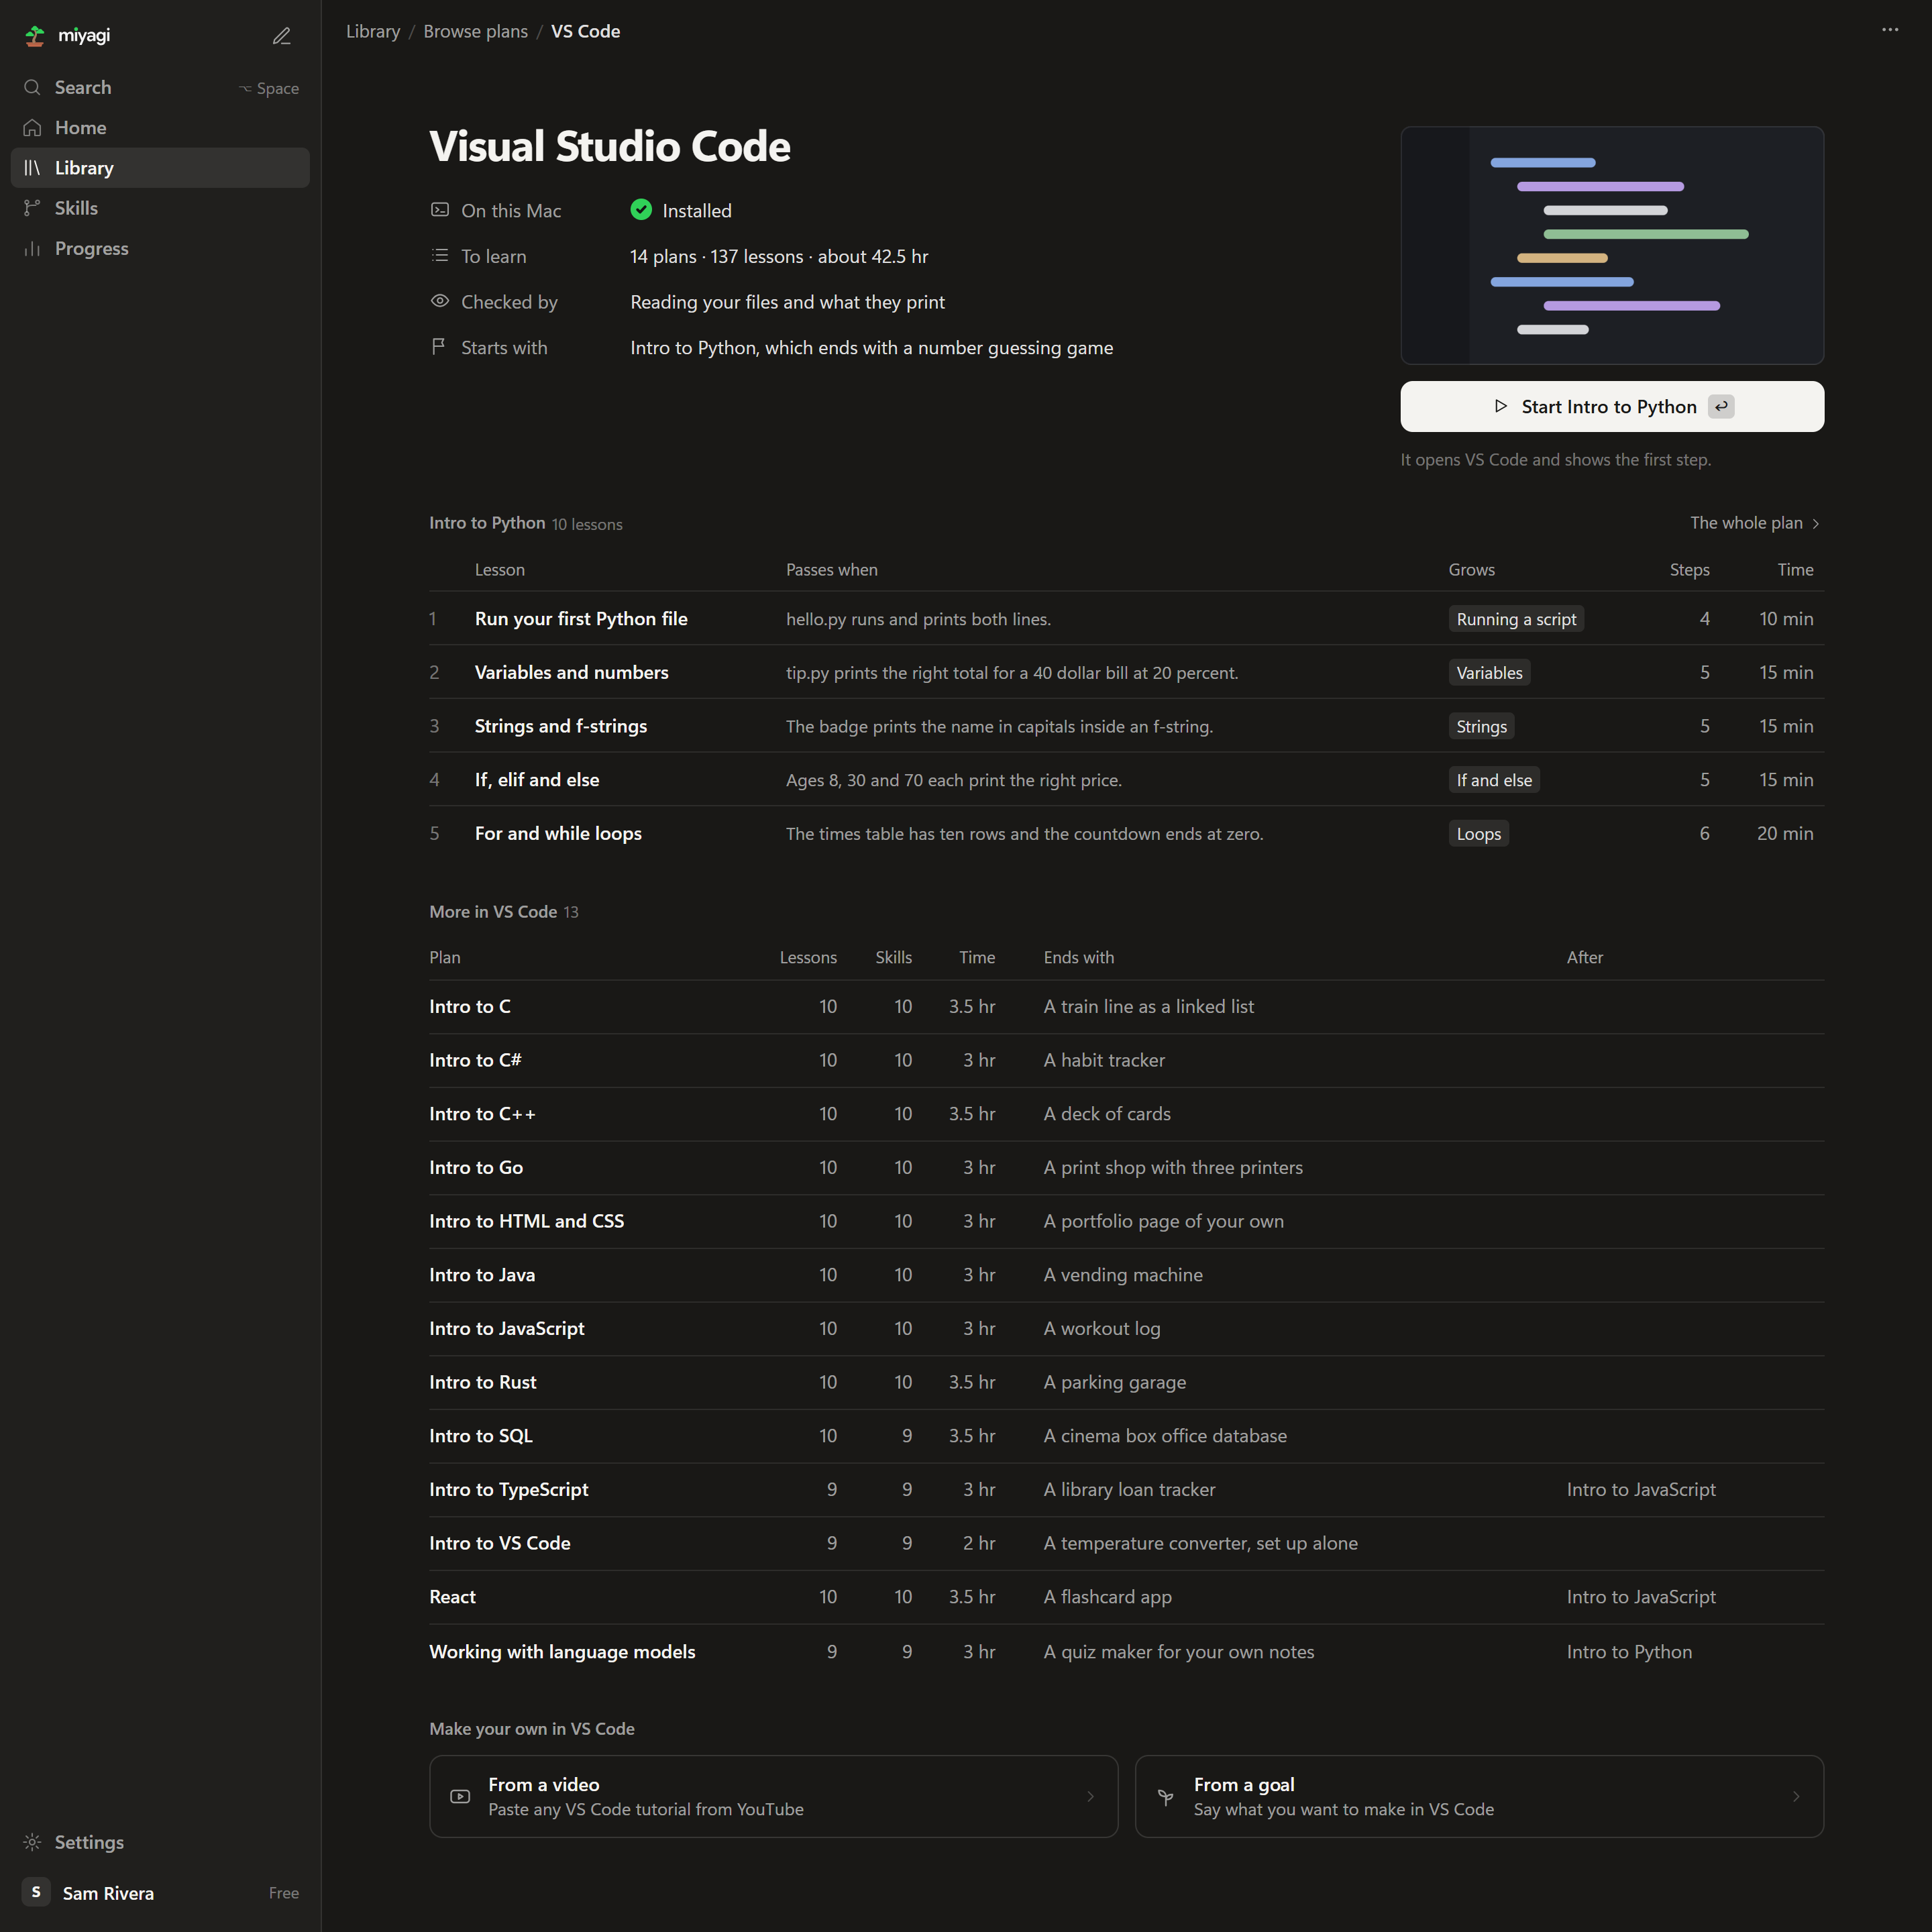 miyagi
Search
⌥ Space
Home
Library
Skills
Progress
Settings
S
Sam Rivera
Free
Library / Browse plans / VS Code
Visual Studio Code
On this Mac
Installed
To learn
14 plans · 137 lessons · about 42.5 hr
Checked by
Reading your files and what they print
Starts with
Intro to Python, which ends with a number guessing game
Start Intro to Python
It opens VS Code and shows the first step.
Intro to Python 10 lessons
The whole plan
Lesson Passes when Grows Steps Time
1 Run your first Python file hello.py runs and prints both lines. Running a script 4 10 min
2 Variables and numbers tip.py prints the right total for a 40 dollar bill at 20 percent. Variables 5 15 min
3 Strings and f-strings The badge prints the name in capitals inside an f-string. Strings 5 15 min
4 If, elif and else Ages 8, 30 and 70 each print the right price. If and else 5 15 min
5 For and while loops The times table has ten rows and the countdown ends at zero. Loops 6 20 min
More in VS Code 13
Plan Lessons Skills Time Ends with After
Intro to C 10 10 3.5 hr A train line as a linked list
Intro to C# 10 10 3 hr A habit tracker
Intro to C++ 10 10 3.5 hr A deck of cards
Intro to Go 10 10 3 hr A print shop with three printers
Intro to HTML and CSS 10 10 3 hr A portfolio page of your own
Intro to Java 10 10 3 hr A vending machine
Intro to JavaScript 10 10 3 hr A workout log
Intro to Rust 10 10 3.5 hr A parking garage
Intro to SQL 10 9 3.5 hr A cinema box office database
Intro to TypeScript 9 9 3 hr A library loan tracker Intro to JavaScript
Intro to VS Code 9 9 2 hr A temperature converter, set up alone
React 10 10 3.5 hr A flashcard app Intro to JavaScript
Working with language models 9 9 3 hr A quiz maker for your own notes Intro to Python
Make your own in VS Code
From a video
Paste any VS Code tutorial from YouTube
From a goal
Say what you want to make in VS Code